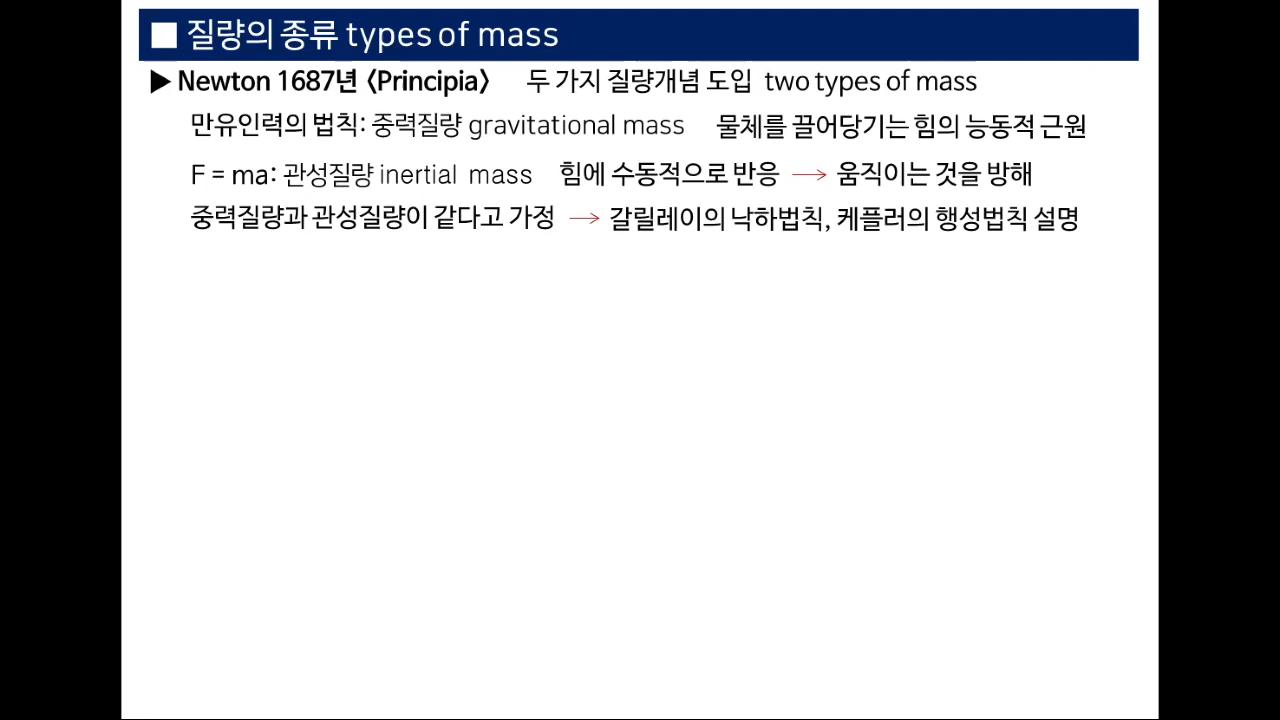 ■ 질량의 종류 types of mass
▶ Newton 1687년 〈Principia〉 두 가지 질량개념 도입 two types of mass
만유인력의 법칙: 중력질량 gravitational mass 물체를 끌어당기는 힘의 능동적 근원
F = ma: 관성질량 inertial mass 힘에 수동적으로 반응 → 움직이는 것을 방해
중력질량과 관성질량이 같다고 가정 → 갈릴레이의 낙하법칙, 케플러의 행성법칙 설명